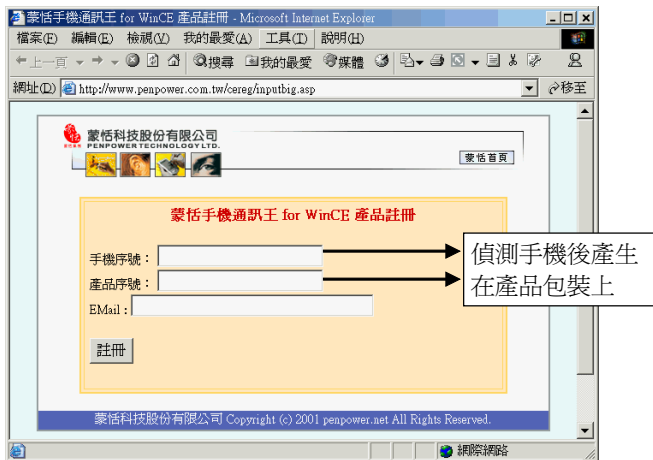 蒙恬手機通訊王 for WinCE 產品註冊 - Microsoft Internet Explorer
檔案(F) 編輯(E) 檢視(V) 我的最愛(A) 工具(T) 說明(H)
上一頁 搜尋 我的最愛 媒體
網址(D) http://www.penpower.com.tw/cereg/inputbig.asp 移至
蒙恬科技股份有限公司
PENPOWER TECHNOLOGY LTD.
蒙恬首頁
蒙恬手機通訊王 for WinCE 產品註冊
手機序號：
偵測手機後產生
產品序號：
在產品包裝上
EMail：
註冊
蒙恬科技股份有限公司 Copyright (c) 2001 penpower.net All Rights Reserved.
網際網路